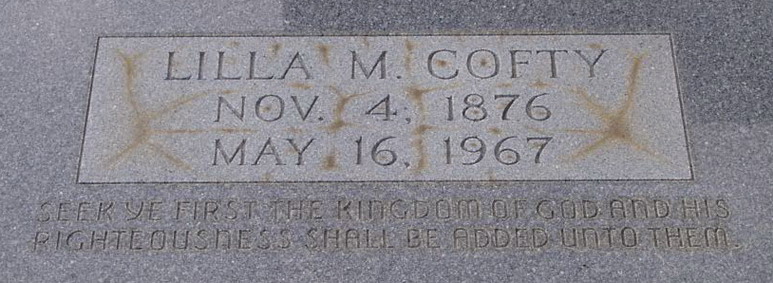 LILLA M. COFTY
NOV. 4, 1876
MAY 16, 1967
SEEK YE FIRST THE KINGDOM OF GOD AND HIS
RIGHTEOUSNESS SHALL BE ADDED UNTO THEM.